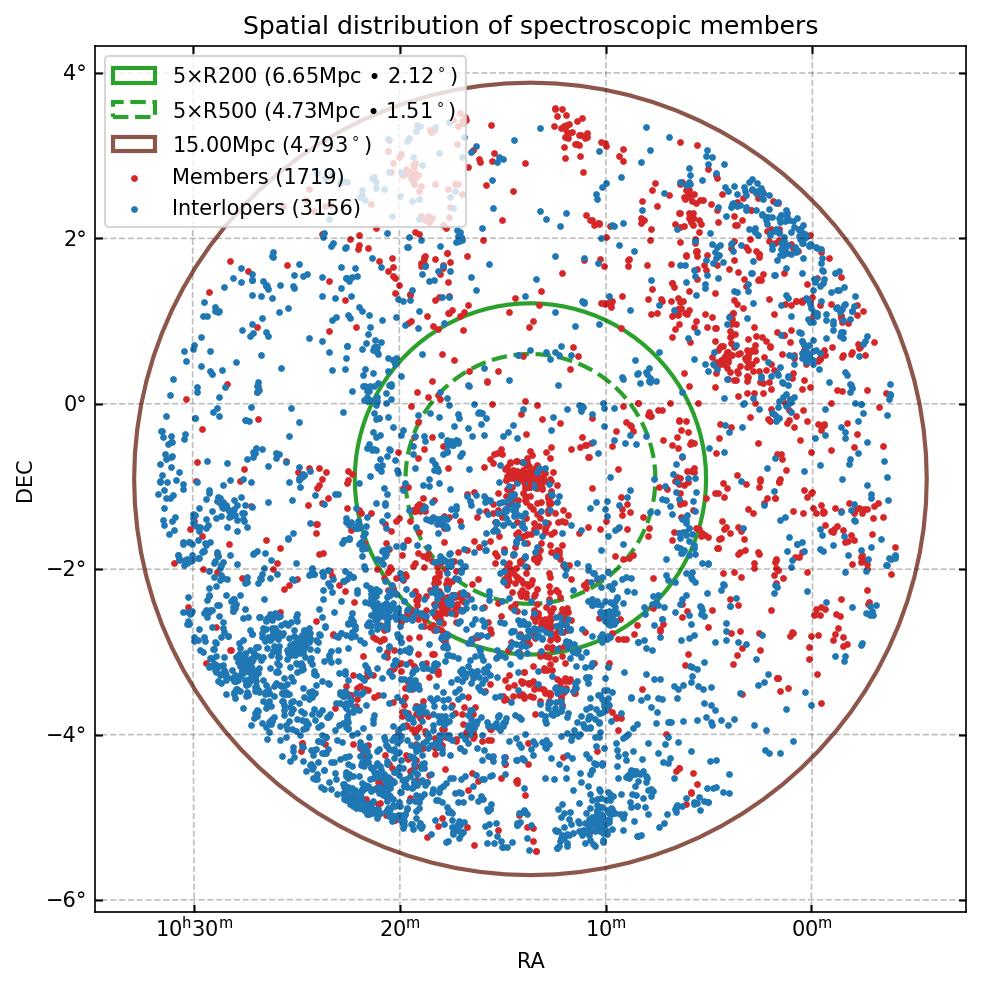 Spatial distribution of spectroscopic members
5×R200 (6.65Mpc • 2.12°)
5×R500 (4.73Mpc • 1.51°)
15.00Mpc (4.793°)
Members (1719)
Interlopers (3156)
4°
2°
0°
−2°
−4°
−6°
DEC
10ʰ30ᵐ 20ᵐ 10ᵐ 00ᵐ
RA